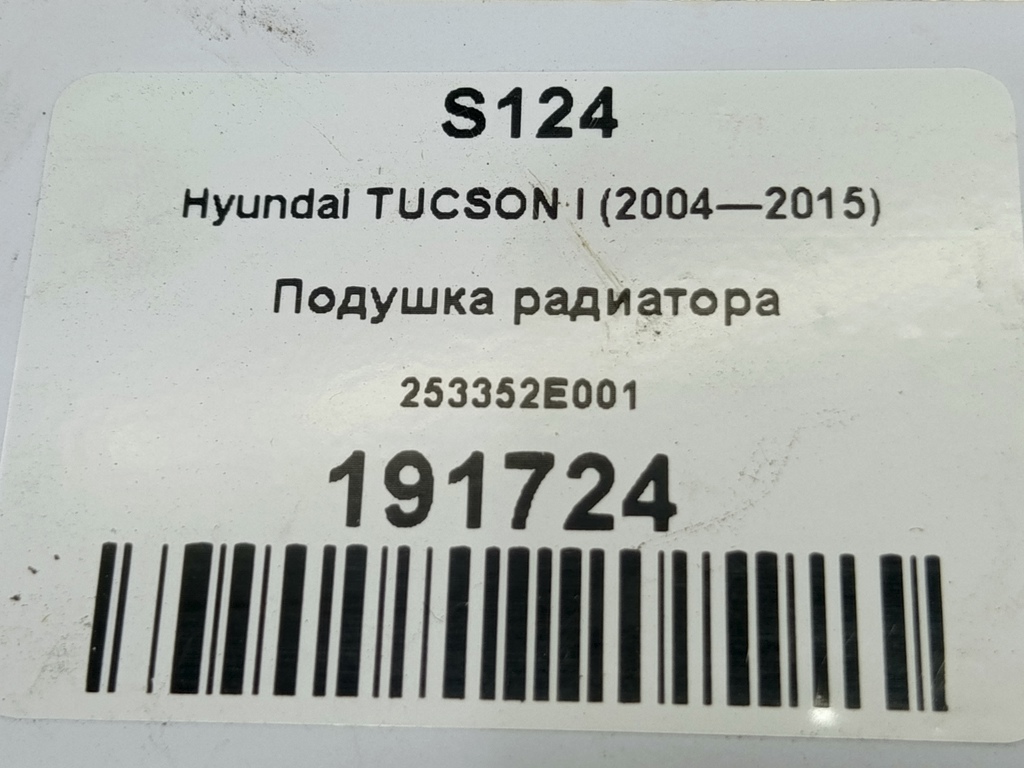 S124
Hyundai TUCSON I (2004—2015)
Подушка радиатора
253352E001
191724